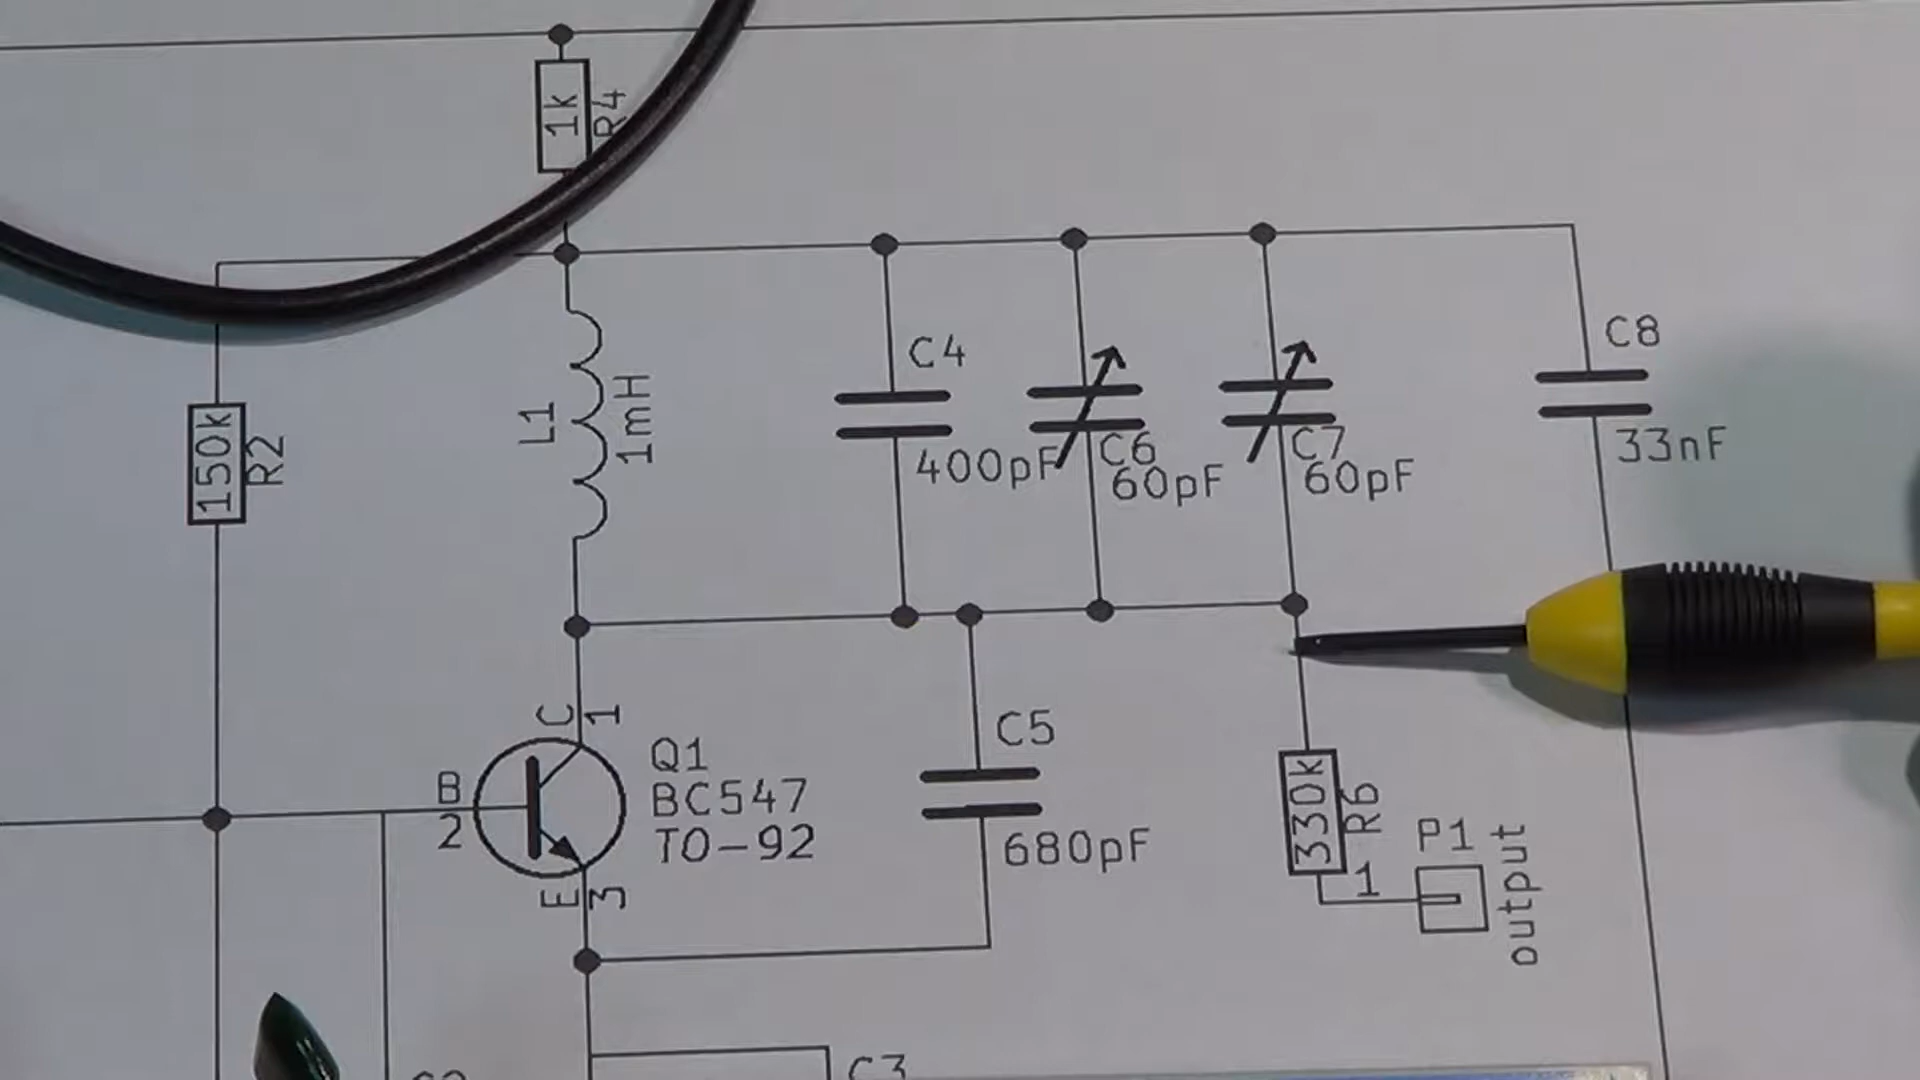 1k
R4
150k
R2
L1
1mH
C4
400pF
C6
60pF
C7
60pF
C8
33nF
C
1
B
2
Q1
BC547
TO-92
E
3
C5
680pF
330k
R6
1
P1
output
C3